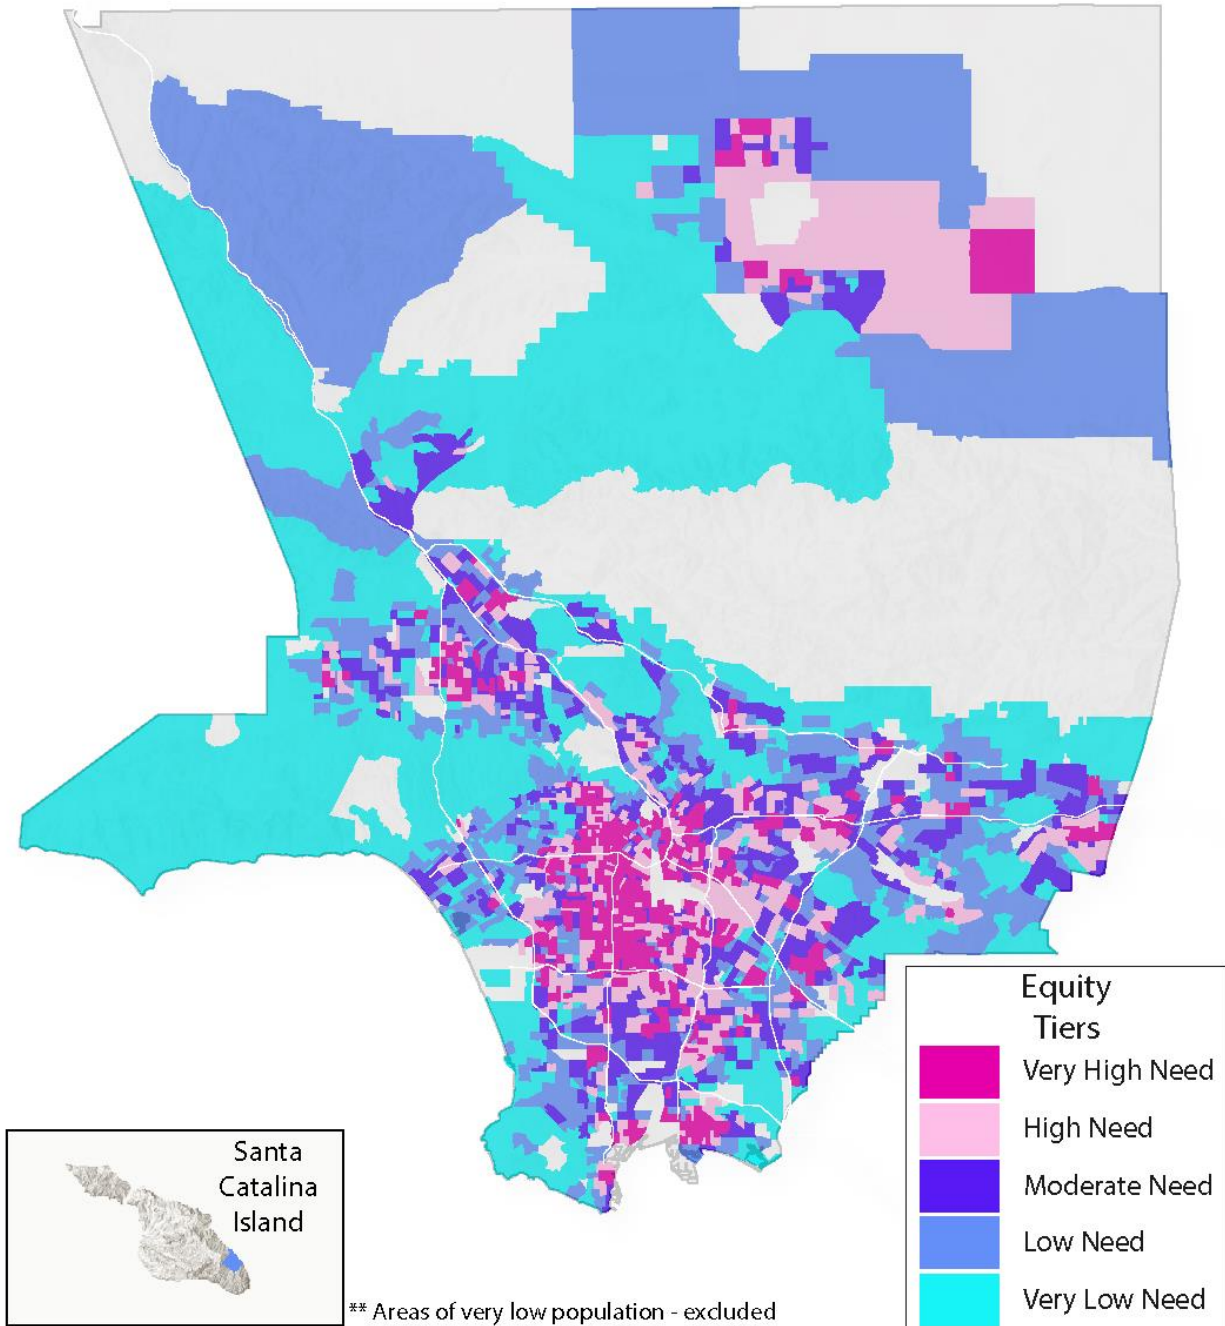 Equity
Tiers
Very High Need
High Need
Moderate Need
Low Need
Very Low Need
Santa
Catalina
Island
** Areas of very low population - excluded